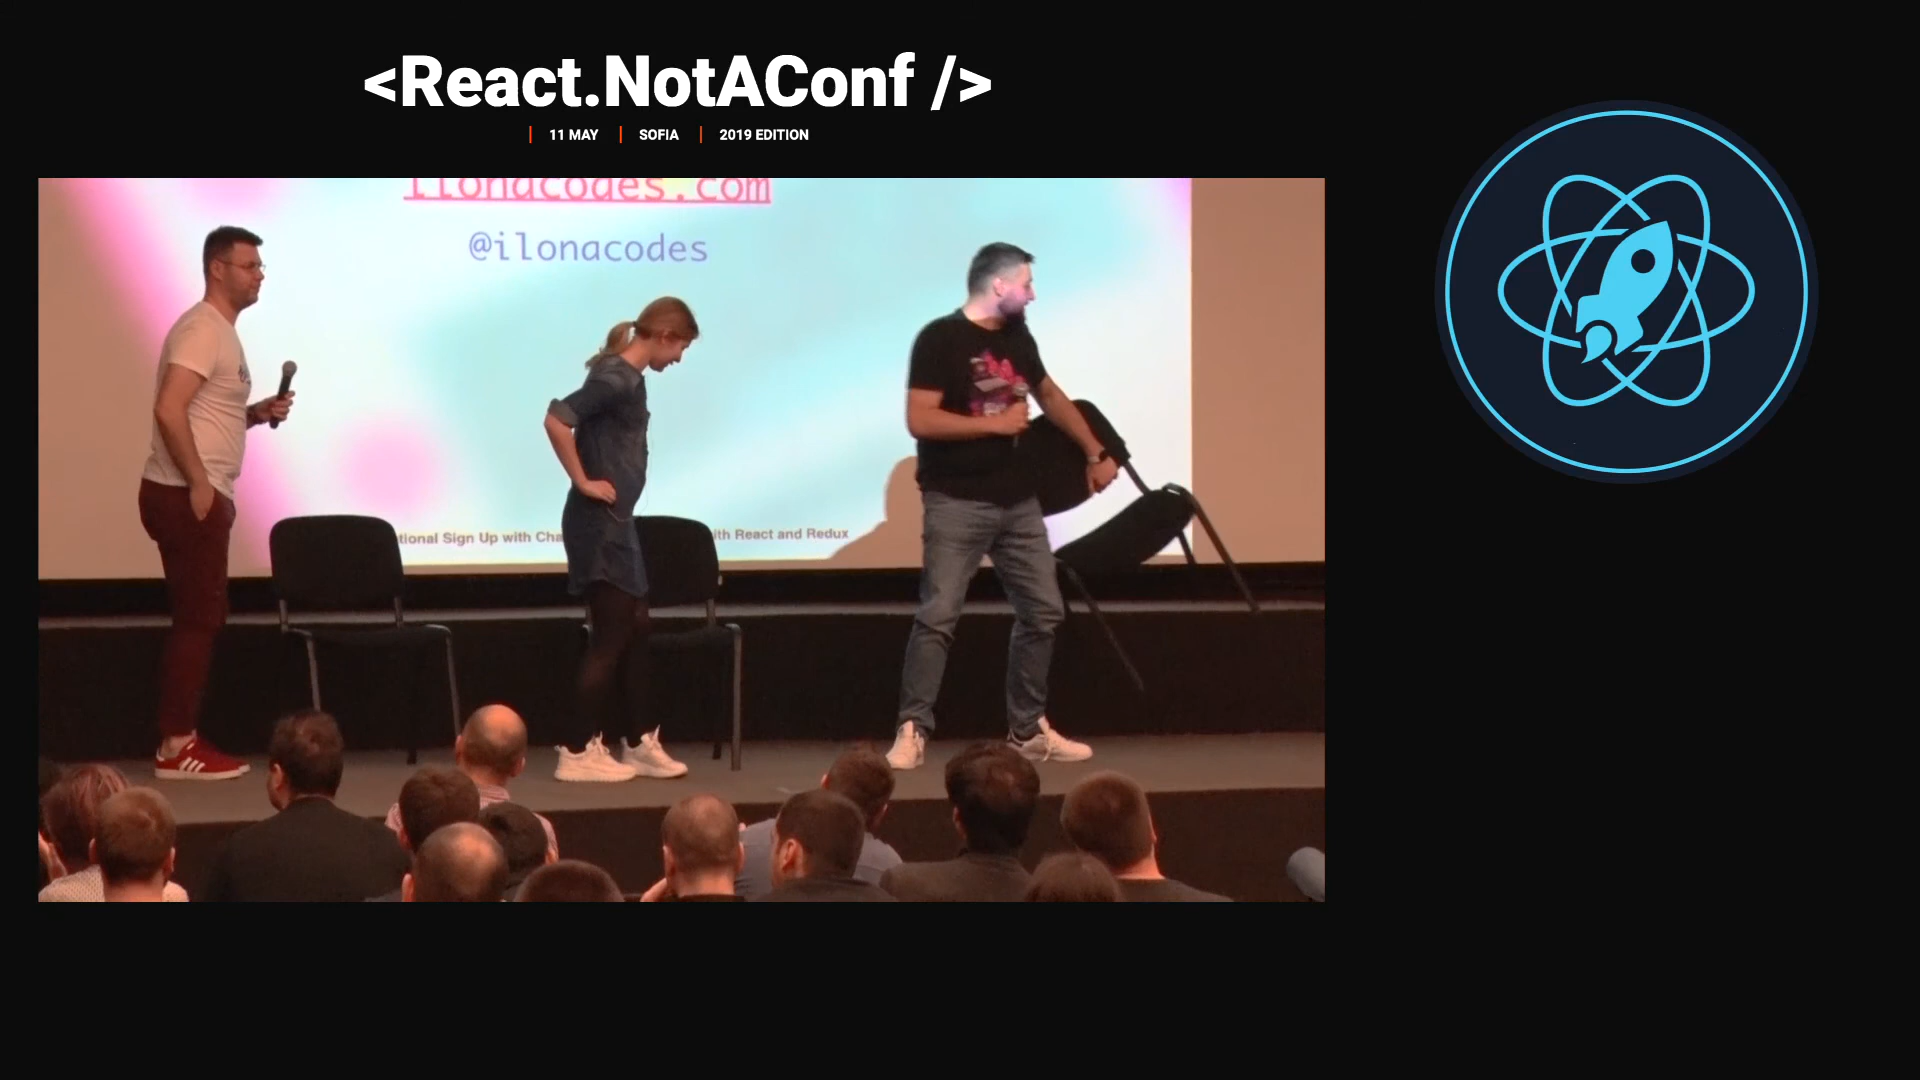 <React.NotAConf />
| 11 MAY | SOFIA | 2019 EDITION
ilonacodes.com
@ilonacodes
tional Sign Up with Cha ith React and Redux